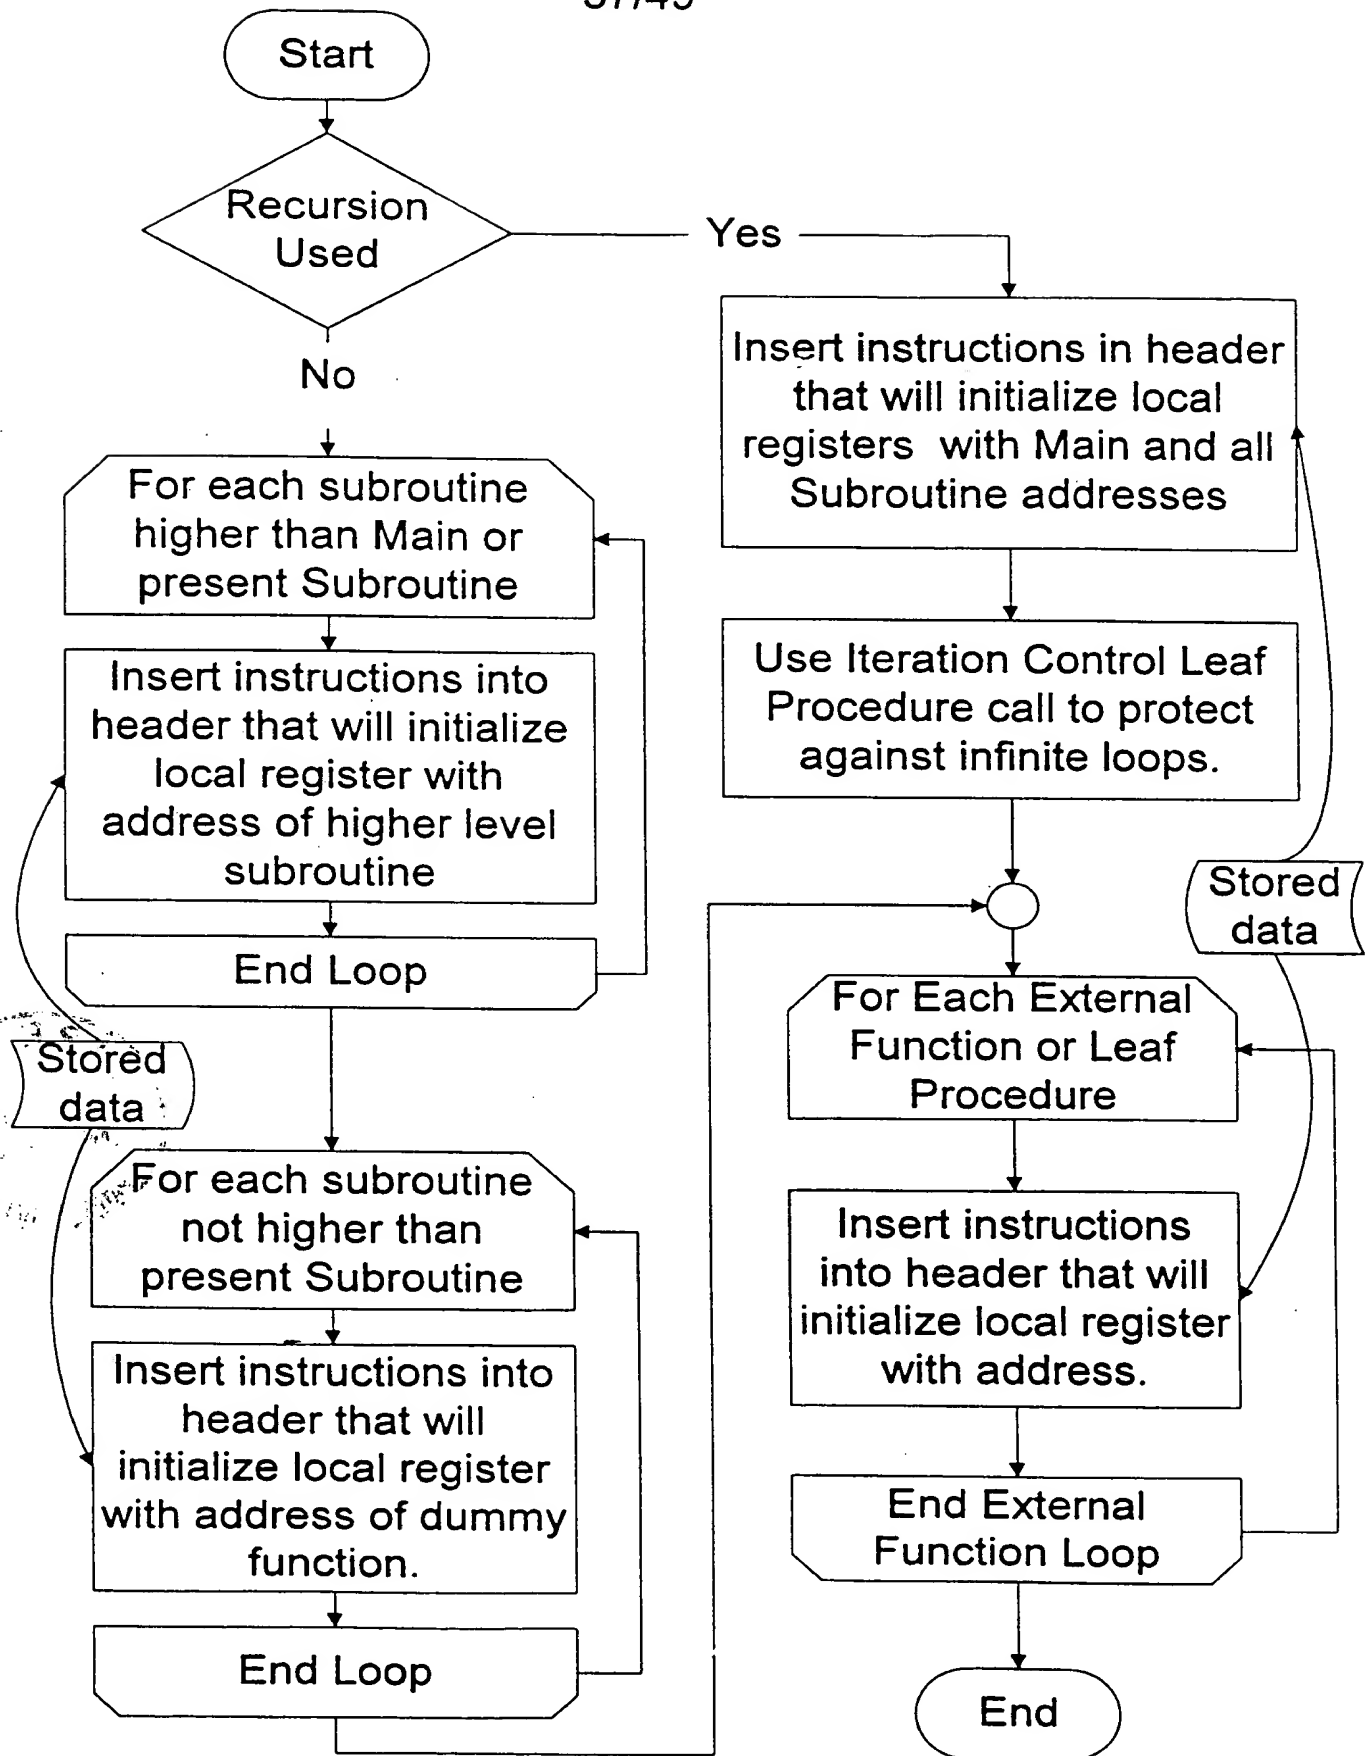 Start
Recursion
Used
Yes
No
Insert instructions in header
that will initialize local
registers with Main and all
Subroutine addresses
For each subroutine
higher than Main or
present Subroutine
Use Iteration Control Leaf
Procedure call to protect
against infinite loops.
Insert instructions into
header that will initialize
local register with
address of higher level
subroutine
Stored
data
End Loop
For Each External
Function or Leaf
Procedure
Stored
data
For each subroutine
not higher than
present Subroutine
Insert instructions
into header that will
initialize local register
with address.
Insert instructions into
header that will
initialize local register
with address of dummy
function.
End External
Function Loop
End Loop
End